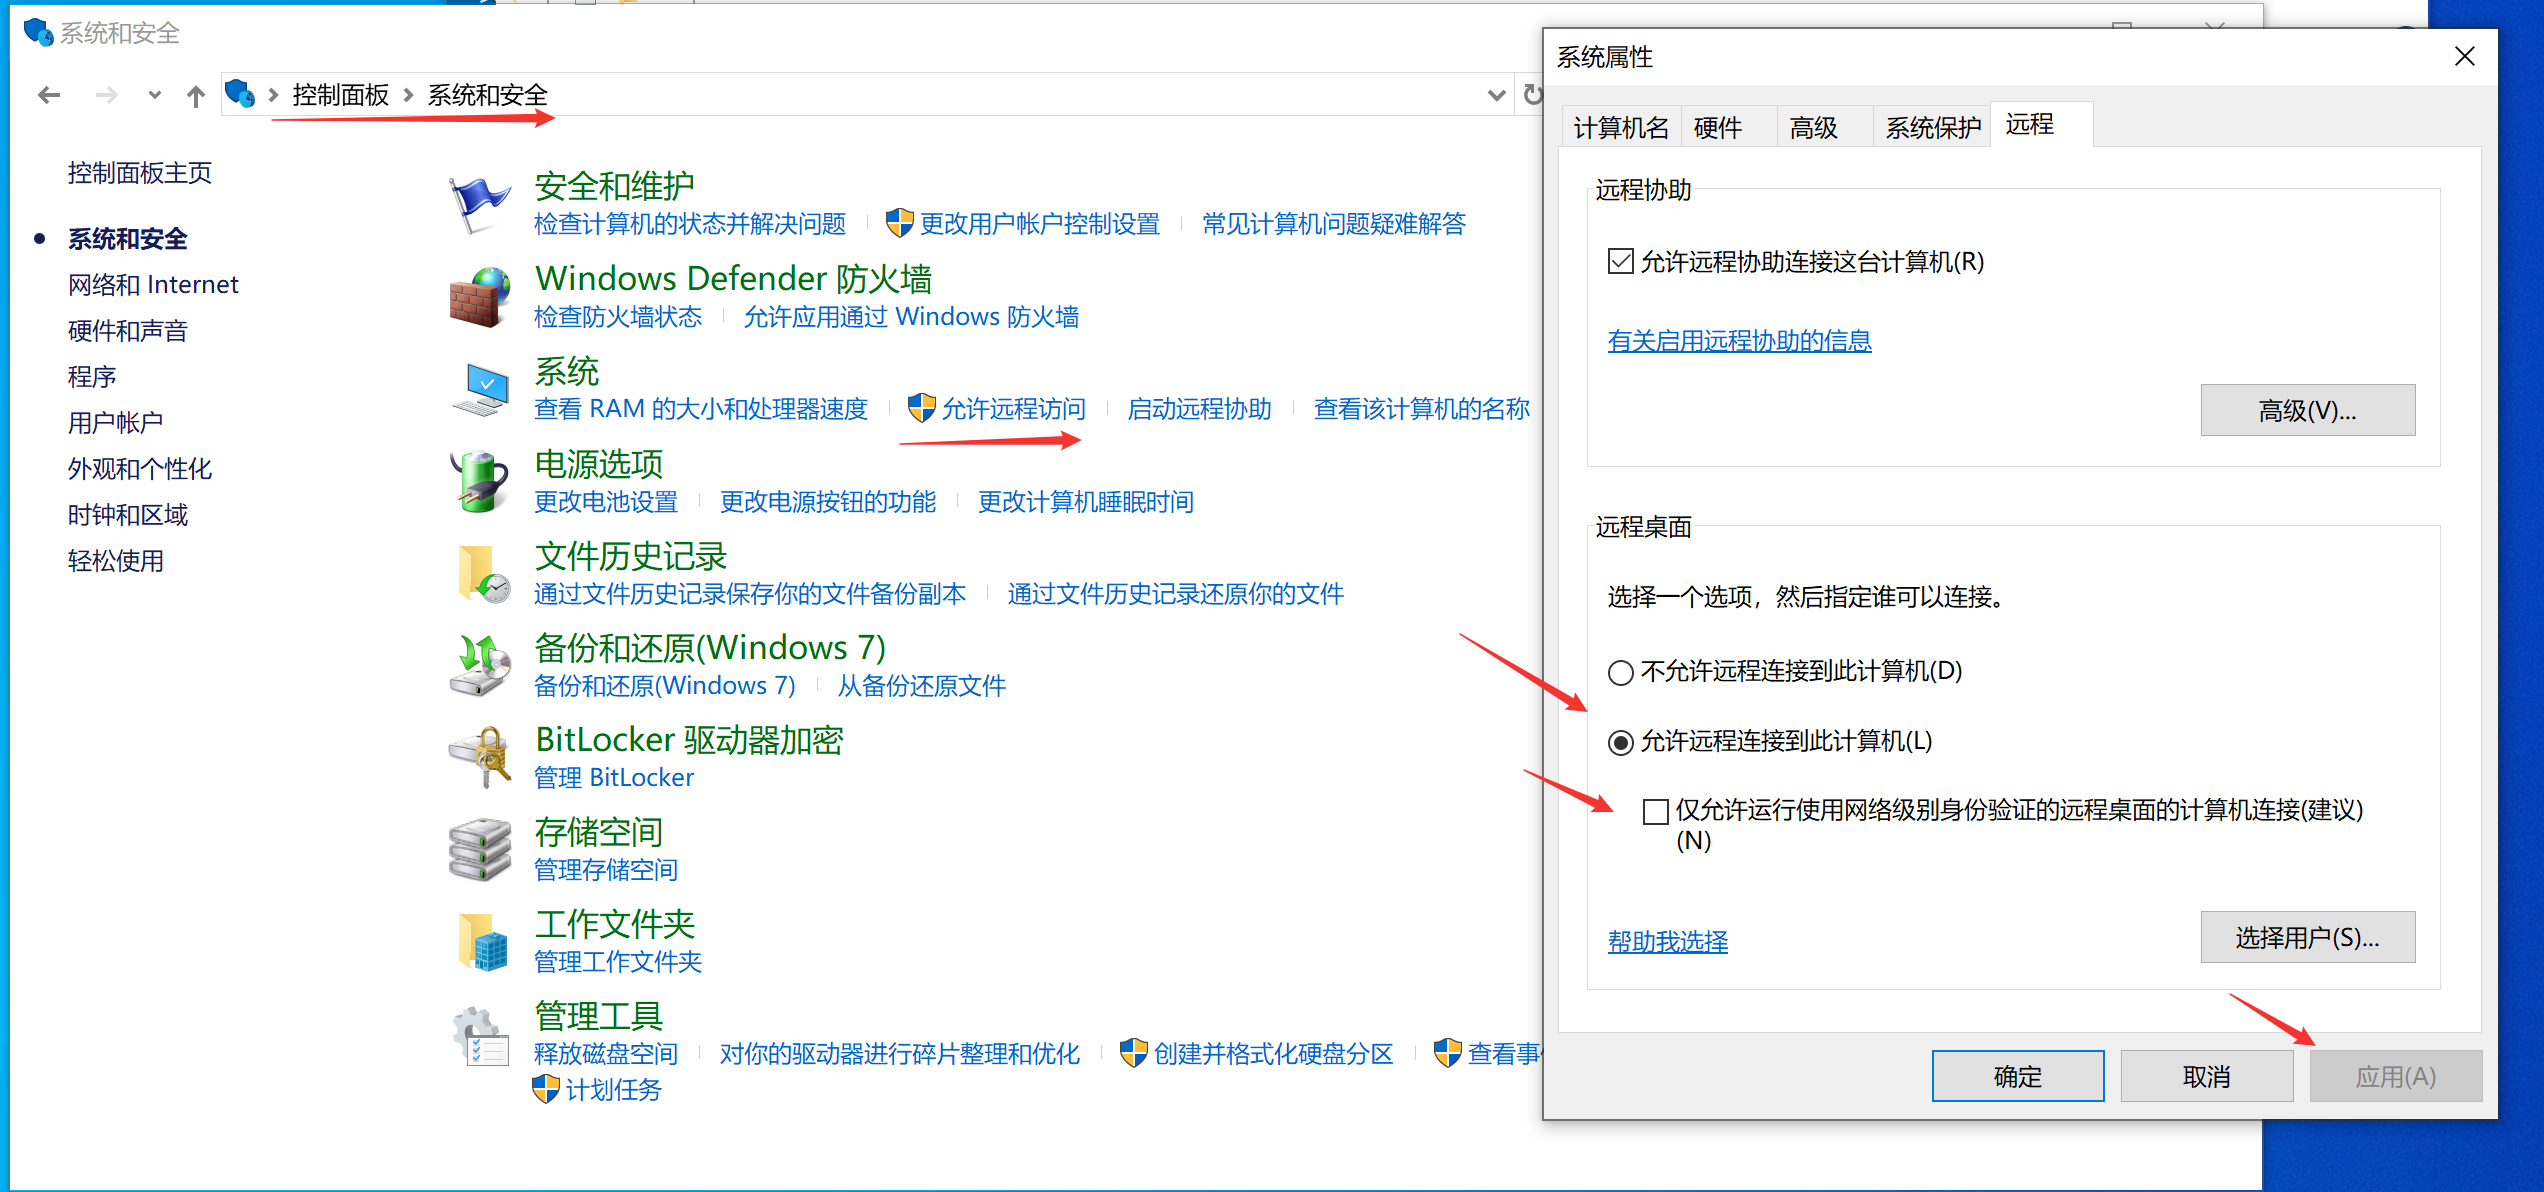 系统和安全
控制面板 系统和安全
控制面板主页
系统和安全
网络和 Internet
硬件和声音
程序
用户帐户
外观和个性化
时钟和区域
轻松使用
安全和维护
检查计算机的状态并解决问题 更改用户帐户控制设置 常见计算机问题疑难解答
Windows Defender 防火墙
检查防火墙状态 允许应用通过 Windows 防火墙
系统
查看 RAM 的大小和处理器速度 允许远程访问 启动远程协助 查看该计算机的名称
电源选项
更改电池设置 更改电源按钮的功能 更改计算机睡眠时间
文件历史记录
通过文件历史记录保存你的文件备份副本 通过文件历史记录还原你的文件
备份和还原(Windows 7)
备份和还原(Windows 7) 从备份还原文件
BitLocker 驱动器加密
管理 BitLocker
存储空间
管理存储空间
工作文件夹
管理工作文件夹
管理工具
释放磁盘空间 对你的驱动器进行碎片整理和优化 创建并格式化硬盘分区 查看事
计划任务
系统属性
计算机名 硬件 高级 系统保护 远程
远程协助
允许远程协助连接这台计算机(R)
有关启用远程协助的信息
高级(V)...
远程桌面
选择一个选项，然后指定谁可以连接。
不允许远程连接到此计算机(D)
允许远程连接到此计算机(L)
仅允许运行使用网络级别身份验证的远程桌面的计算机连接(建议)
(N)
帮助我选择
选择用户(S)...
确定 取消 应用(A)